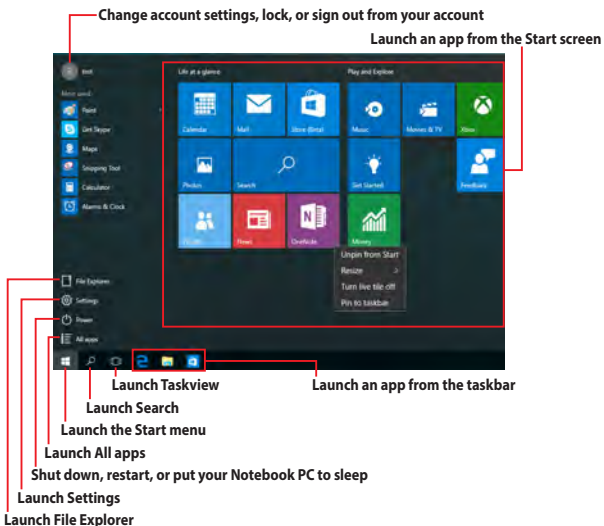 Change account settings, lock, or sign out from your account
Launch an app from the Start screen
test
Life at a glance
Play and Explore
Most used
Paint
Get Skype
Maps
Snipping Tool
Calculator
Alarms & Clock
Calendar
Mail
Store (Beta)
Music
Movies & TV
Xbox
Photos
Search
Get Started
Feedback
People
News
OneNote
Money
Unpin from Start
Resize
Turn live tile off
Pin to taskbar
File Explorer
Settings
Power
All apps
Launch Taskview
Launch an app from the taskbar
Launch Search
Launch the Start menu
Launch All apps
Shut down, restart, or put your Notebook PC to sleep
Launch Settings
Launch File Explorer